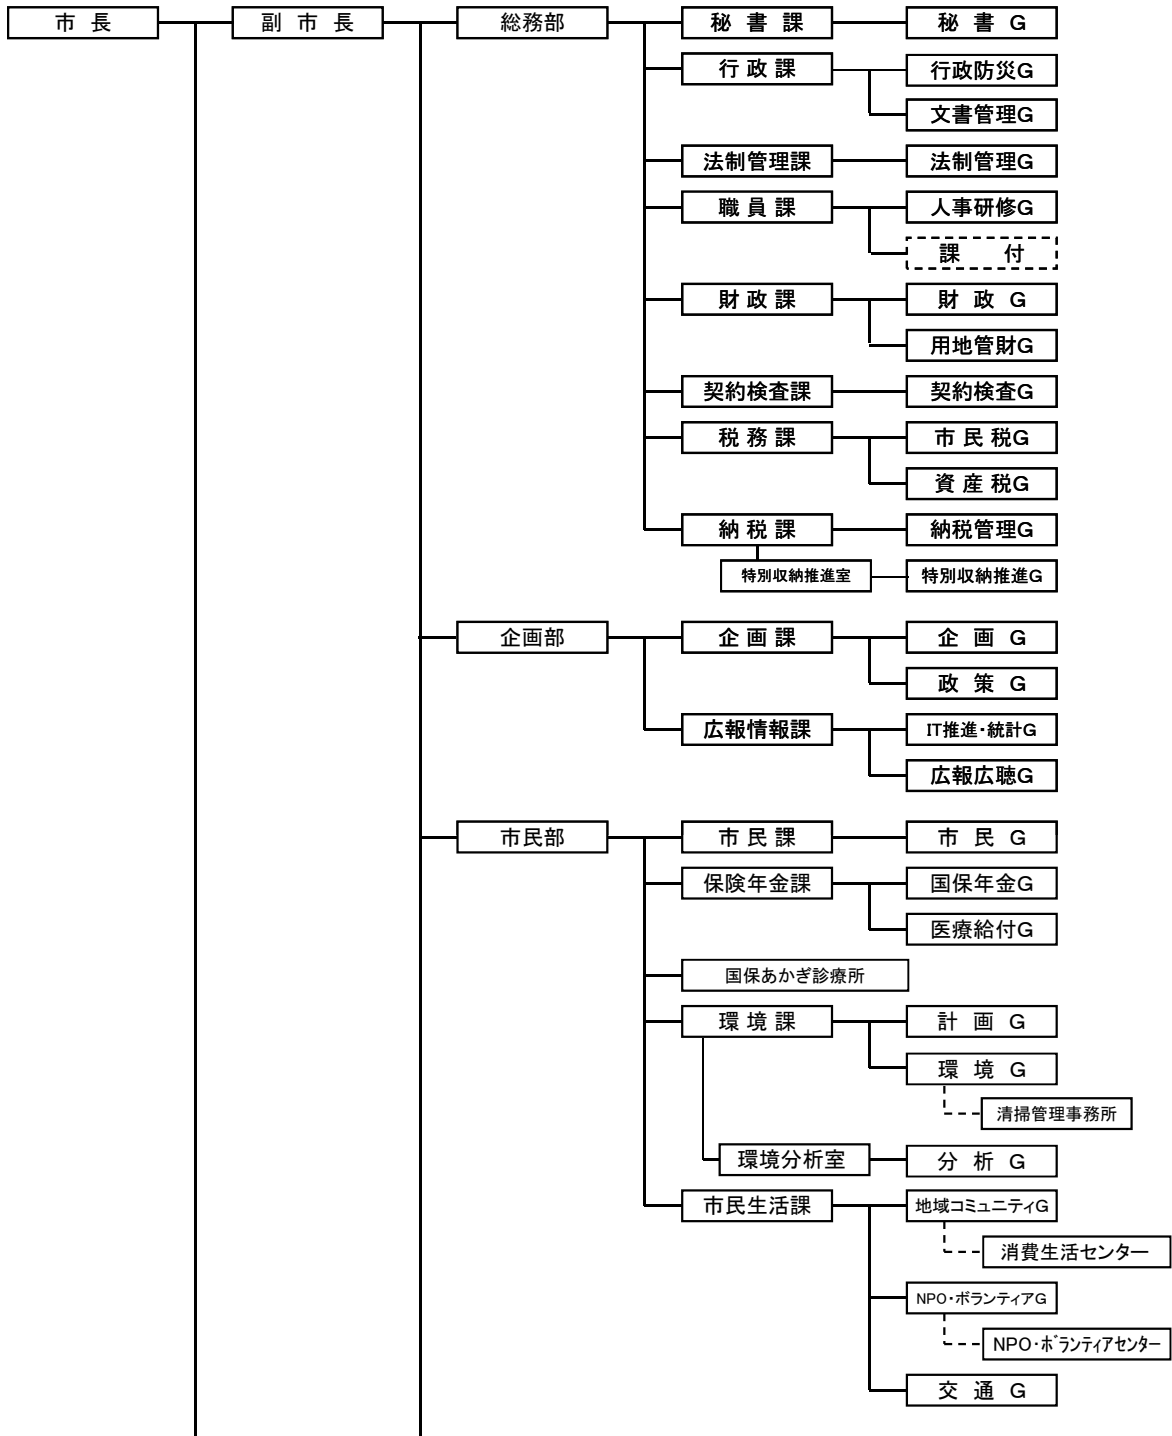 市長 副市長 総務部 秘書課 秘書G
行政課 行政防災G
文書管理G
法制管理課 法制管理G
職員課 人事研修G
課付
財政課 財政G
用地管財G
契約検査課 契約検査G
税務課 市民税G
資産税G
納税課 納税管理G
特別収納推進室 特別収納推進G
企画部 企画課 企画G
政策G
広報情報課 IT推進・統計G
広報広聴G
市民部 市民課 市民G
保険年金課 国保年金G
医療給付G
国保あかぎ診療所
環境課 計画G
環境G
清掃管理事務所
環境分析室 分析G
市民生活課 地域コミュニティG
消費生活センター
NPO・ボランティアG
NPO・ボランティアセンター
交通G